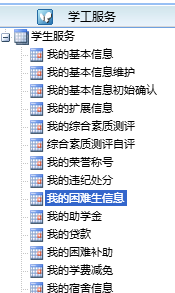 学工服务
学生服务
我的基本信息
我的基本信息维护
我的基本信息初始确认
我的扩展信息
我的综合素质测评
综合素质测评自评
我的荣誉称号
我的违纪处分
我的困难生信息
我的助学金
我的贷款
我的困难补助
我的学费减免
我的宿舍信息